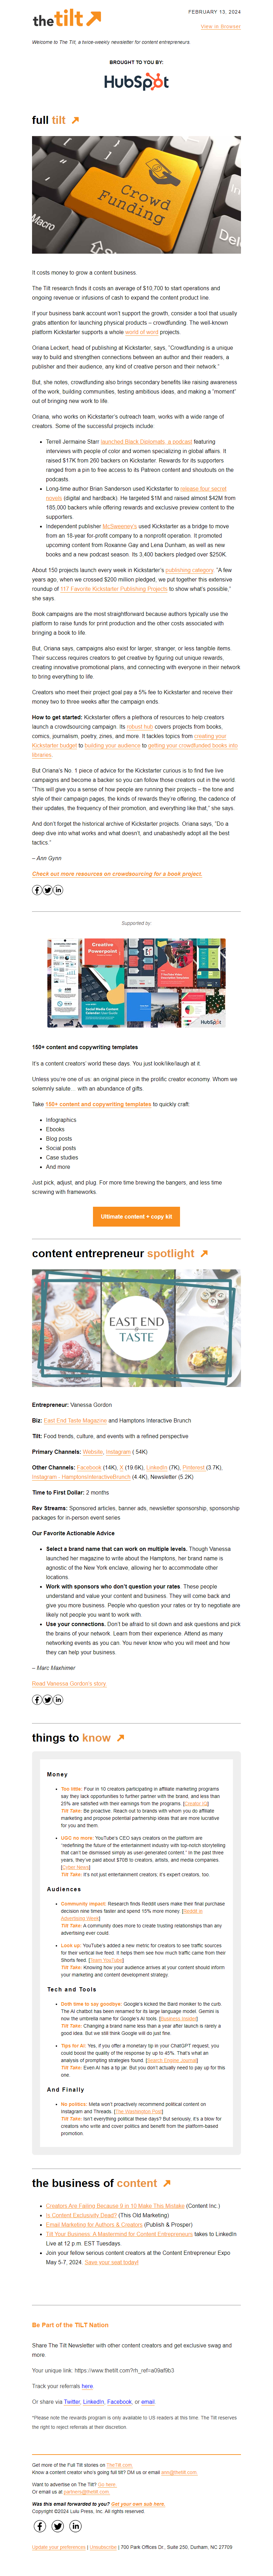 the tilt
FEBRUARY 13, 2024
View in Browser
Welcome to The Tilt, a twice-weekly newsletter for content entrepreneurs.
BROUGHT TO YOU BY:
HubSpot
full tilt
Crowd Funding
Macro
It costs money to grow a content business.
The Tilt research finds it costs an average of $10,700 to start operations and
ongoing revenue or infusions of cash to expand the content product line.
If your business bank account won't support the growth, consider a tool that usually
grabs attention for launching physical products – crowdfunding. The well-known
platform Kickstarter supports a whole world of word projects.
Oriana Leckert, head of publishing at Kickstarter, says, "Crowdfunding is a unique
way to build and strengthen connections between an author and their readers, a
publisher and their audience, any kind of creative person and their network."
But, she notes, crowdfunding also brings secondary benefits like raising awareness
of the work, building communities, testing ambitious ideas, and making a "moment"
out of bringing new work to life.
Oriana, who works on Kickstarter's outreach team, works with a wide range of
creators. Some of the successful projects include:
Terrell Jermaine Starr launched Black Diplomats, a podcast featuring
interviews with people of color and women specializing in global affairs. It
raised $17K from 260 backers on Kickstarter. Rewards for its supporters
ranged from a pin to free access to its Patreon content and shoutouts on the
podcasts.
Long-time author Brian Sanderson used Kickstarter to release four secret
novels (digital and hardback). He targeted $1M and raised almost $42M from
185,000 backers while offering rewards and exclusive preview content to the
supporters.
Independent publisher McSweeney's used Kickstarter as a bridge to move
from an 18-year for-profit company to a nonprofit operation. It promoted
upcoming content from Roxanne Gay and Lena Dunham, as well as new
books and a new podcast series. Its 3,400 backers pledged over $250K.
About 150 projects launch every week in Kickstarter's publishing category. "A few
years ago, when we crossed $200 million pledged, we put together this extensive
roundup of 117 Favorite Kickstarter Publishing Projects to show what's possible,"
she says.
Book campaigns are the most straightforward because authors typically use the
platform to raise funds for print production and the other costs associated with
bringing a book to life.
But, Oriana says, campaigns also exist for larger, stranger, or less tangible items.
Their success requires creators to get creative by figuring out unique rewards,
creating innovative promotional plans, and connecting with everyone in their network
to bring everything to life.
Creators who meet their project goal pay a 5% fee to Kickstarter and receive their
money two to three weeks after the campaign ends.
How to get started: Kickstarter offers a plethora of resources to help creators
launch a crowdsourcing campaign. Its robust hub covers projects from books,
comics, journalism, poetry, zines, and more. It tackles topics from creating your
Kickstarter budget to building your audience to getting your crowdfunded books into
libraries.
But Oriana's No. 1 piece of advice for the Kickstarter curious is to find five live
campaigns and become a backer so you can follow those creators out in the world.
"This will give you a sense of how people are running their projects – the tone and
style of their campaign pages, the kinds of rewards they're offering, the cadence of
their updates, the frequency of their promotion, and everything like that," she says.
And don't forget the historical archive of Kickstarter projects. Oriana says, "Do a
deep dive into what works and what doesn't, and unabashedly adopt all the best
tactics."
– Ann Gynn
Check out more resources on crowdsourcing for a book project.
Supported by:
Creative Powerpoint
HubSpot
150+ content and copywriting templates
It's a content creators' world these days. You just look/like/laugh at it.
Unless you're one of us: an original piece in the prolific creator economy. Whom we
solemnly salute... with an abundance of gifts.
Take 150+ content and copywriting templates to quickly craft:
Infographics
Ebooks
Blog posts
Social posts
Case studies
And more
Just pick, adjust, and plug. For more time brewing the bangers, and less time
screwing with frameworks.
Ultimate content + copy kit
content entrepreneur spotlight
EAST END
TASTE
Entrepreneur: Vanessa Gordon
Biz: East End Taste Magazine and Hamptons Interactive Brunch
Tilt: Food trends, culture, and events with a refined perspective
Primary Channels: Website, Instagram ( 54K)
Other Channels: Facebook (14K), X (19.6K), LinkedIn (7K), Pinterest (3.7K),
Instagram - HamptonsInteractiveBrunch (4.4K), Newsletter (5.2K)
Time to First Dollar: 2 months
Rev Streams: Sponsored articles, banner ads, newsletter sponsorship, sponsorship
packages for in-person event series
Our Favorite Actionable Advice
Select a brand name that can work on multiple levels. Though Vanessa
launched her magazine to woo about the Hamptons, her brand name is
agnostic of the New York enclave, allowing her to accommodate other
locations.
Work with sponsors who don't question your rates. These people
understand and value your content and business. They will come back and
give you more business. People who question your rates or try to negotiate are
likely not people you want to work with.
Use your connections. Don't be afraid to sit down and ask questions and pick
the brains of your network. Learn from their experience. Attend as many
networking events as you can. You never know who you will meet and how
they can help your business.
– Marc Maxhimer
Read Vanessa Gordon's story.
things to know
Money
Too little: Four in 10 creators participating in affiliate marketing programs
say they lack opportunities to further partner with the brand, and less than
25% are satisfied with their earnings from the programs. [Creator IQ]
Tilt Take: Be proactive. Reach out to brands with whom you do affiliate
marketing and propose potential partnership ideas that are more lucrative
for you and them.
UGC no more: YouTube's CEO says creators on the platform are
"redefining the future of the entertainment industry with top-notch storytelling
that can't be dismissed simply as user-generated content." In the past three
years, they've paid about $70B to creators, artists, and media companies.
Tilt Take: It's not just entertainment creators; it's expert creators, too.
Audiences
Community impact: Research finds Reddit users make their final purchase
decision nine times faster and spend 15% more money. [Reddit in
Advertising Week]
Tilt Take: A community does more to create trusting relationships than any
advertising ever could.
Look up: YouTube's added a new metric for creators to see traffic sources
for their vertical live feed. It helps them see how much traffic came from their
Shorts feed. [Team YouTube]
Tilt Take: Knowing how your audience arrives at your content should inform
your marketing and content development strategy.
Tech and Tools
Doth time to say goodbye: Google's kicked the Bard moniker to the curb.
The AI chatbot has been renamed for its large language model. Gemini is
now the umbrella name for Google's AI tools. [Business Insider]
Tilt Take: Changing a brand name less than a year after launch is rarely a
good idea. But we still think Google will do just fine.
Tips for AI: Yes, if you offer a monetary tip in your ChatGPT request, you
could boost the quality of the response by up to 45%. That's what an
analysis of prompting strategies found. [Search Engine Journal]
Tilt Take: Even AI has a tip jar. But you don't actually need to pay up for this
one.
And Finally
No politics: Meta won't proactively recommend political content on
Instagram and Threads. [The Washington Post]
Tilt Take: Isn't everything political these days? But seriously, it's a blow for
creators who write and cover politics and benefit from the platform-based
promotion.
the business of content
Creators Are Failing Because 9 in 10 Make This Mistake (Content Inc.)
Is Content Exclusivity Dead? (This Old Marketing)
Email Marketing for Authors & Creators (Publish & Prosper)
Tilt Your Business: A Mastermind for Content Entrepreneurs takes to LinkedIn
Live at 12 p.m. EST Tuesdays.
Join your fellow serious content creators at the Content Entrepreneur Expo
May 5-7, 2024. Save your seat today!
Be Part of the TILT Nation
Share The Tilt Newsletter with other content creators and get exclusive swag and
more.
Your unique link: https://www.thetilt.com?rh_ref=a09af9b3
Track your referrals here.
Or share via Twitter, LinkedIn, Facebook, or email.
*Please note the rewards program is only available to US readers at this time. The Tilt reserves
the right to reject referrals at their discretion.
Get more of the Full Tilt stories on TheTilt.com.
Know a content creator who's going full tilt? DM us or email ann@thetilt.com.
Want to advertise on The Tilt? Go here.
Or email us at partners@thetilt.com.
Was this email forwarded to you? Get your own sub here.
Copyright ©2024 Lulu Press, Inc. All rights reserved.
Update your preferences | Unsubscribe | 700 Park Offices Dr., Suite 250, Durham, NC 27709